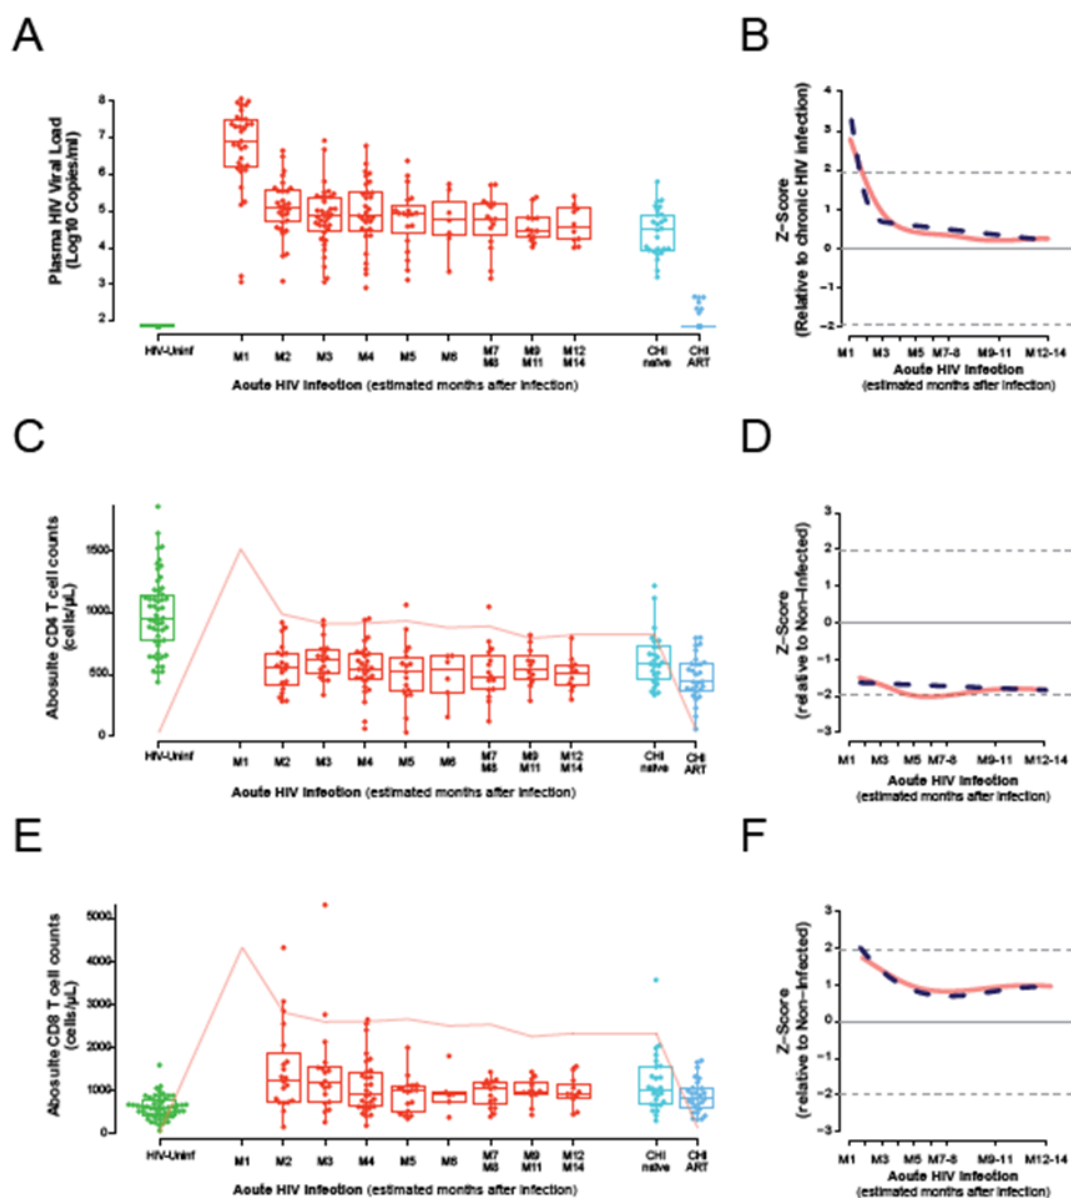 A
Plasma HIV Viral Load
(Log10 Copies/ml)
8
7
6
5
4
3
2
HIV-Uninf
M1
M2
M3
M4
M5
M6
M7
M8
M9
M11
M12
M14
CHI
naïve
CHI
ART
Aoute HIV Infection (estimated months after infection)
B
Z-Score
(Relative to chronic HIV infection)
4
3
2
1
0
-1
-2
M1 M3 M5 M7-8 M9-11 M12-14
Aoute HIV Infection
(estimated months after infection)
C
Abosulte CD4 T cell counts
(cells/µL)
1500
1000
500
0
HIV-Uninf
M1
M2
M3
M4
M5
M6
M7
M8
M9
M11
M12
M14
CHI
naïve
CHI
ART
Aoute HIV Infection (estimated months after infection)
D
Z-Score
(relative to Non-Infected)
3
2
1
0
-1
-2
-3
M1 M3 M5 M7-8 M9-11 M12-14
Aoute HIV Infection
(estimated months after infection)
E
Abosulte CD8 T cell counts
(cells/µL)
5000
4000
3000
2000
1000
0
HIV-Uninf
M1
M2
M3
M4
M5
M6
M7
M8
M9
M11
M12
M14
CHI
naïve
CHI
ART
Aoute HIV Infection (estimated months after infection)
F
Z-Score
(relative to Non-Infected)
3
2
1
0
-1
-2
-3
M1 M3 M5 M7-8 M9-11 M12-14
Aoute HIV Infection
(estimated months after infection)